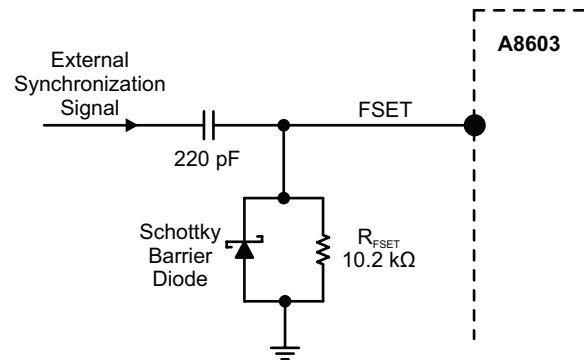 A8603
External
Synchronization
Signal
FSET
220 pF
Schottky
Barrier
Diode
RFSET
10.2 kΩ